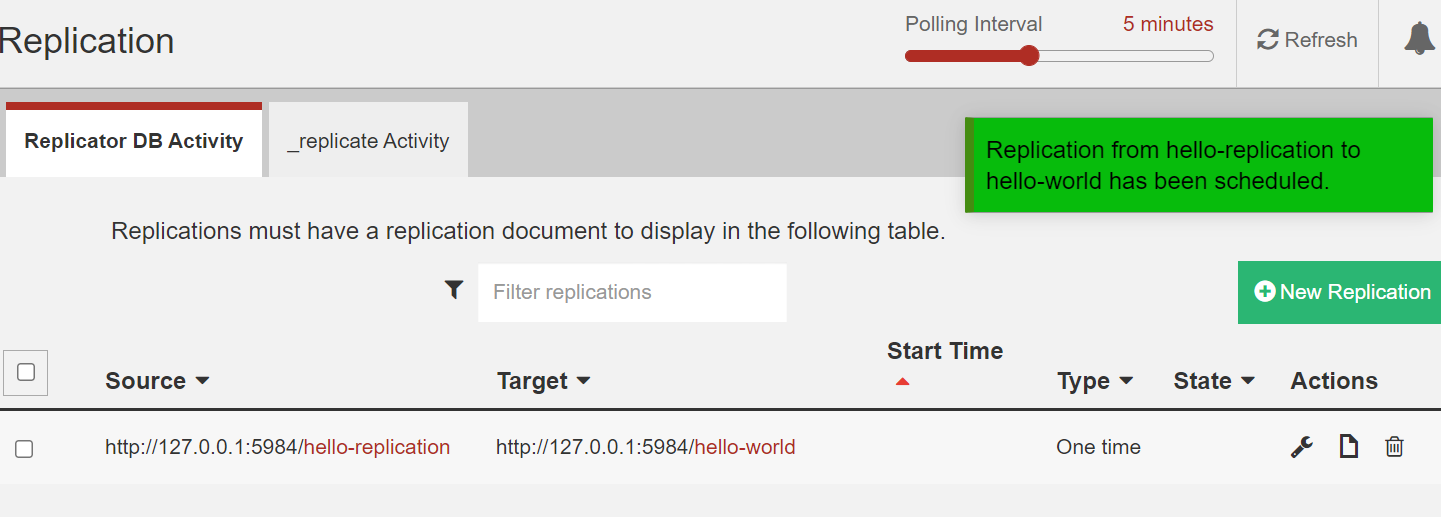 Replication
Polling Interval 5 minutes
Refresh
Replicator DB Activity
_replicate Activity
Replication from hello-replication to
hello-world has been scheduled.
Replications must have a replication document to display in the following table.
Filter replications
New Replication
Source Target Start Time Type State Actions
http://127.0.0.1:5984/hello-replication http://127.0.0.1:5984/hello-world One time